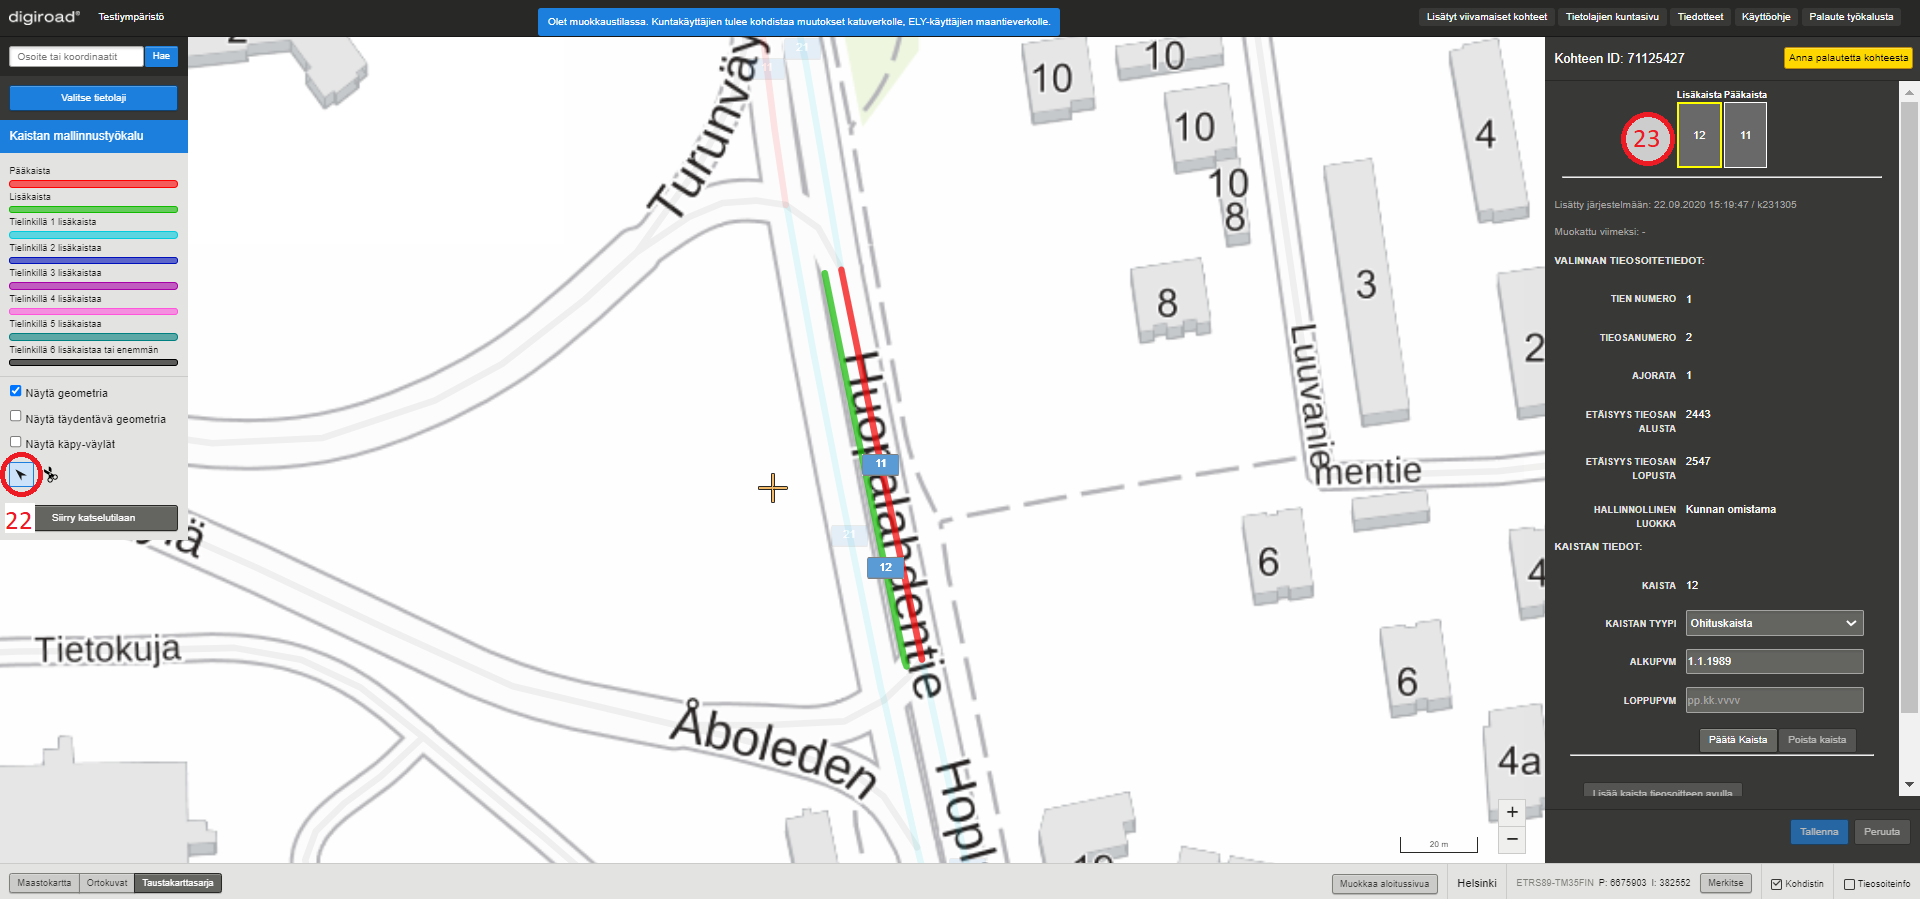 digiroad®
Testiympäristö
Olet muokkaustilassa. Kuntakäyttäjien tulee kohdistaa muutokset katuverkolle, ELY-käyttäjien maantieverkolle.
Lisätyt viivamaiset kohteet
Tietolajien kuntasivu
Tiedotteet
Käyttöohje
Palaute työkalusta
Osoite tai koordinaatit
Hae
Valitse tietolaji
Kaistan mallinnustyökalu
Pääkaista
Lisäkaista
Tielinkillä 1 lisäkaista
Tielinkillä 2 lisäkaistaa
Tielinkillä 3 lisäkaistaa
Tielinkillä 4 lisäkaistaa
Tielinkillä 5 lisäkaistaa
Tielinkillä 6 lisäkaistaa tai enemmän
Näytä geometria
Näytä täydentävä geometria
Näytä käpy-väylät
22
Siirry katselutilaan
Turunväy
21
10
10
10
8
4
8
3
2
Luuvanie
mentie
Huopalahdentie
11
21
12
6
4
6
4a
Tietokuja
Åboleden
Hopl
+
−
20 m
Kohteen ID: 71125427
Anna palautetta kohteesta
Lisäkaista Pääkaista
23
12
11
Lisätty järjestelmään: 22.09.2020 15:19:47 / k231305
Muokattu viimeksi: -
VALINNAN TIEOSOITETIEDOT:
TIEN NUMERO 1
TIEOSANUMERO 2
AJORATA 1
ETÄISYYS TIEOSAN 2443
ALUSTA
ETÄISYYS TIEOSAN 2547
LOPUSTA
HALLINNOLLINEN Kunnan omistama
LUOKKA
KAISTAN TIEDOT:
KAISTA 12
KAISTAN TYYPI Ohituskaista
ALKUPVM 1.1.1989
LOPPUPVM pp.kk.vvvv
Päätä Kaista
Poista kaista
Lisää kaista tieosoitteen avulla
Tallenna
Peruuta
Maastokartta
Ortokuvat
Taustakarttasarja
Muokkaa aloitussivua
Helsinki
ETRS89-TM35FIN P: 6675903 I: 382552
Merkitse
Kohdistin
Tieosoiteinfo